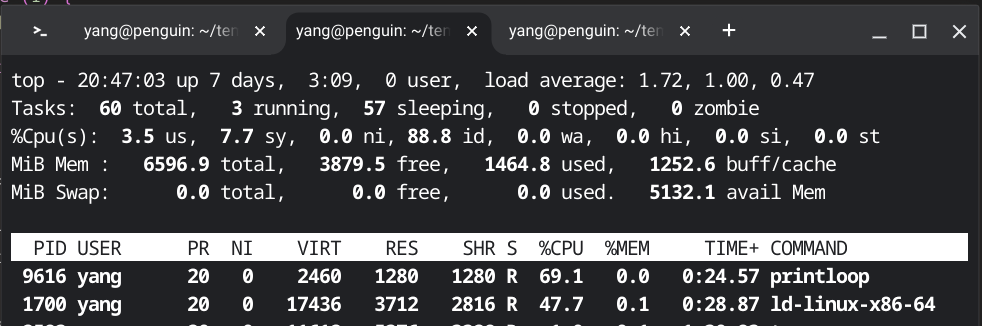 yang@penguin: ~/ten yang@penguin: ~/ten yang@penguin: ~/ten
top - 20:47:03 up 7 days,  3:09,  0 user,  load average: 1.72, 1.00, 0.47
Tasks:  60 total,   3 running,  57 sleeping,   0 stopped,   0 zombie
%Cpu(s):  3.5 us,  7.7 sy,  0.0 ni, 88.8 id,  0.0 wa,  0.0 hi,  0.0 si,  0.0 st
MiB Mem :   6596.9 total,   3879.5 free,   1464.8 used,   1252.6 buff/cache
MiB Swap:      0.0 total,      0.0 free,      0.0 used.   5132.1 avail Mem
PID USER      PR  NI    VIRT    RES    SHR S  %CPU  %MEM     TIME+ COMMAND
9616 yang      20   0    2460   1280   1280 R  69.1   0.0   0:24.57 printloop
1700 yang      20   0   17436   3712   2816 R  47.7   0.1   0:28.87 ld-linux-x86-64